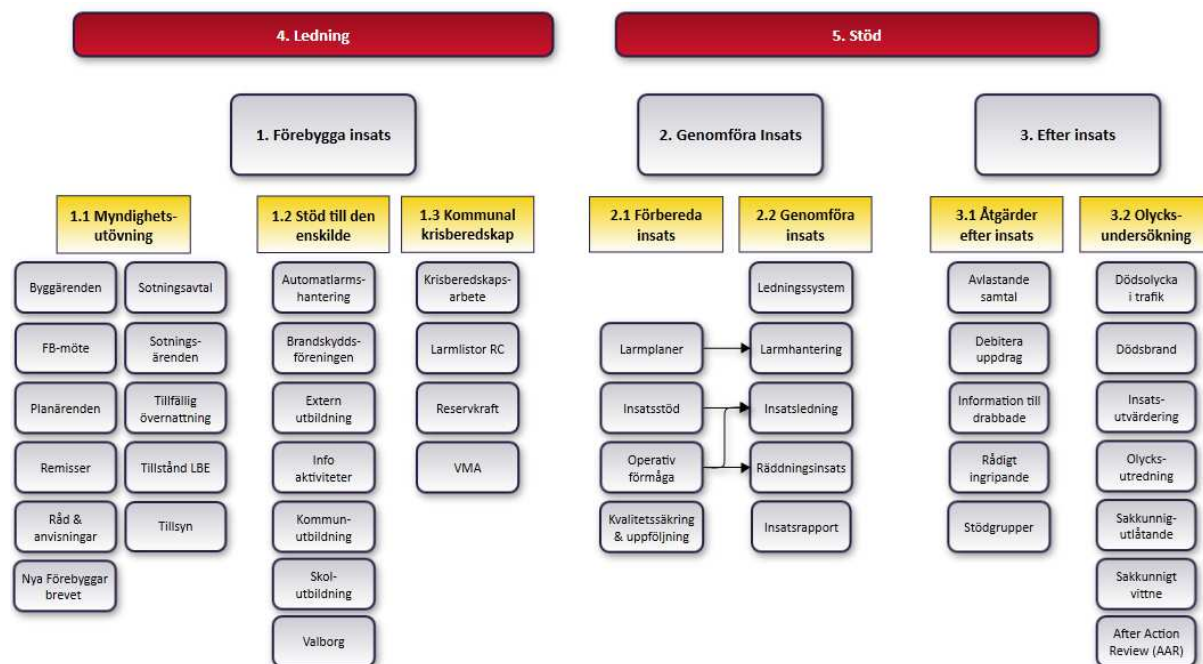 4. Ledning
5. Stöd
1. Förebygga insats
2. Genomföra Insats
3. Efter insats
1.1 Myndighets-
utövning
1.2 Stöd till den
enskilde
1.3 Kommunal
krisberedskap
2.1 Förbereda
insats
2.2 Genomföra
insats
3.1 Åtgärder
efter insats
3.2 Olycks-
undersökning
Byggärenden
FB-möte
Planärenden
Remisser
Råd &
anvisningar
Nya Förebyggar
brevet
Sotningsavtal
Sotnings-
ärenden
Tillfällig
övernattning
Tillstånd LBE
Tillsyn
Automatlarms-
hantering
Brandskydds-
föreningen
Extern
utbildning
Info
aktiviteter
Kommun-
utbildning
Skol-
utbildning
Valborg
Krisberedskaps-
arbete
Larmlistor RC
Reservkraft
VMA
Larmplaner
Insatsstöd
Operativ
förmåga
Kvalitetssäkring
& uppföljning
Ledningssystem
Larmhantering
Insatsledning
Räddningsinsats
Insatsrapport
Avlastande
samtal
Debitera
uppdrag
Information till
drabbade
Rådigt
ingripande
Stödgrupper
Dödsolycka
i trafik
Dödsbrand
Insats-
utvärdering
Olycks-
utredning
Sakkunnig-
utlåtande
Sakkunnigt
vittne
After Action
Review (AAR)